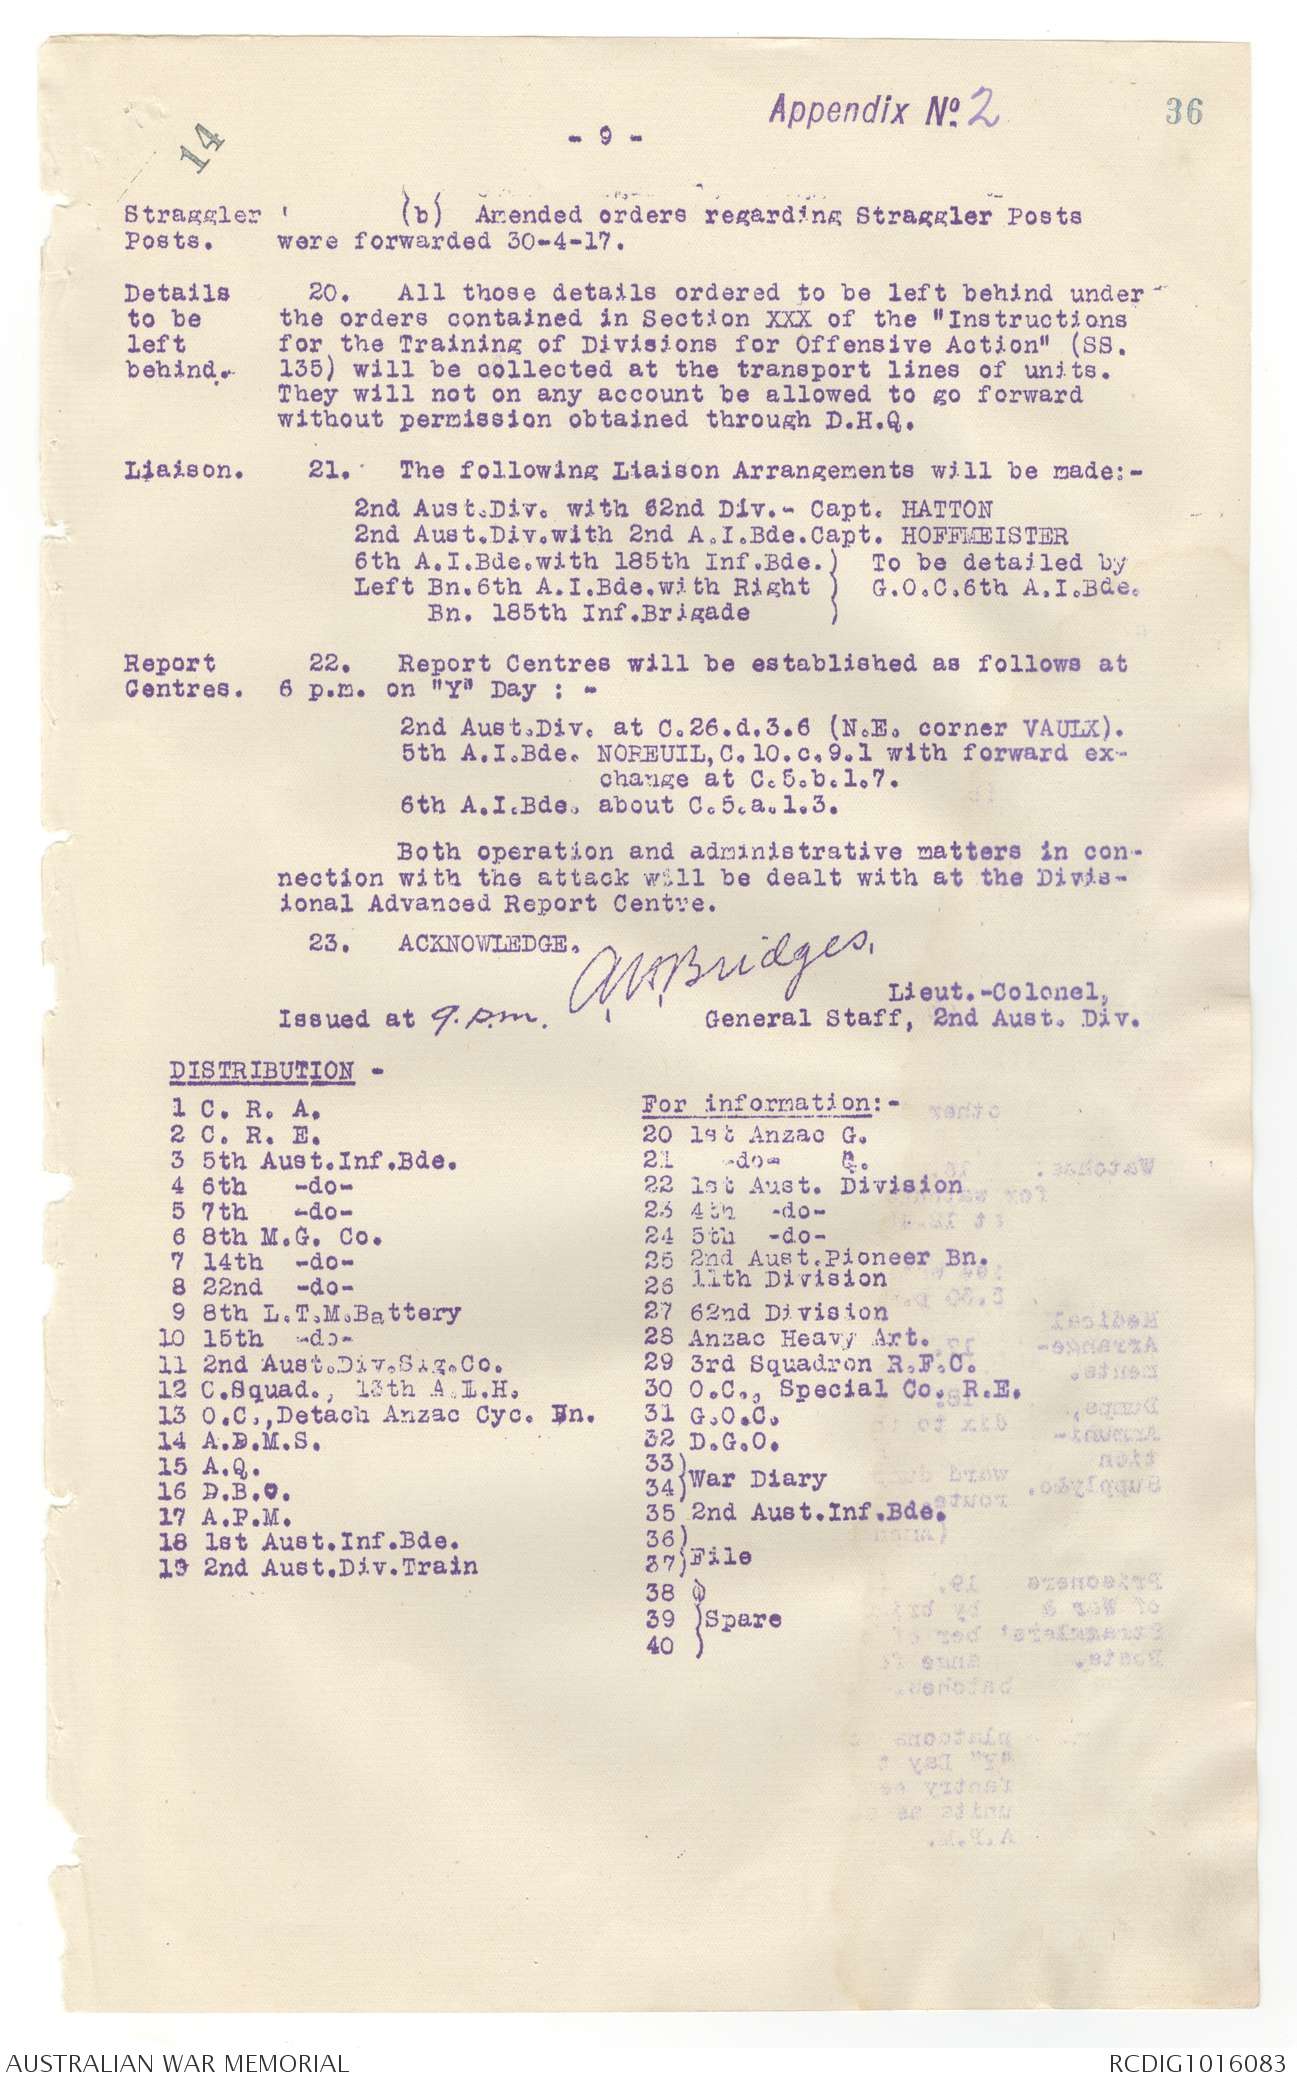 Appendix No. 2
36
14
- 9 -
Straggler ' (b) Amended orders regarding Straggler Posts
Posts. were forwarded 30-4-17.
Details 20. All those details ordered to be left behind under
to be the orders contained in Section XXX of the "Instructions
left for the Training of Divisions for Offensive Action" (SS.
behind. 135) will be collected at the transport lines of units.
They will not on any account be allowed to go forward
without permission obtained through D.H.Q.
Liaison. 21. The following Liaison Arrangements will be made:-
2nd Aust.Div. with 62nd Div.- Capt. HATTON
2nd Aust.Div.with 2nd A.I.Bde.Capt. HOFFMEISTER
6th A.I.Bde.with 185th Inf.Bde.) To be detailed by
Left Bn.6th A.I.Bde.with Right ) G.O.C.6th A.I.Bde.
Bn. 185th Inf.Brigade )
Report 22. Report Centres will be established as follows at
Centres. 6 p.m. on "Y" Day : -
2nd Aust.Div. at C.26.d.3.6 (N.E. corner VAULX).
5th A.I.Bde. NOREUIL,C.10.c.9.1 with forward ex-
change at C.5.b.1.7.
6th A.I.Bde. about C.5.a.1.3.
Both operation and administrative matters in con-
nection with the attack will be dealt with at the Divis-
ional Advanced Report Centre.
23. ACKNOWLEDGE.
A.H.Bridges.
Lieut.-Colonel,
Issued at 9.p.m. General Staff, 2nd Aust. Div.
DISTRIBUTION -
1 C. R. A.
2 C. R. E.
3 5th Aust.Inf.Bde.
4 6th -do-
5 7th -do-
6 8th M.G. Co.
7 14th -do-
8 22nd -do-
9 8th L.T.M.Battery
10 15th -do-
11 2nd Aust.Div.Sig.Co.
12 C.Squad., 13th A.L.H.
13 O.C.,Detach Anzac Cyc. Bn.
14 A.D.M.S.
15 A.Q.
16 D.B.O.
17 A.P.M.
18 1st Aust.Inf.Bde.
19 2nd Aust.Div.Train
For information:-
20 1st Anzac G.
21 -do- Q.
22 1st Aust. Division
23 4th -do-
24 5th -do-
25 2nd Aust.Pioneer Bn.
26 11th Division
27 62nd Division
28 Anzac Heavy Art.
29 3rd Squadron R.F.C.
30 O.C., Special Co. R.E.
31 G.O.C.
32 D.G.O.
33)
34)War Diary
35 2nd Aust.Inf.Bde.
36)
37)File
38 )
39 )Spare
40 )
AUSTRALIAN WAR MEMORIAL
RCDIG1016083